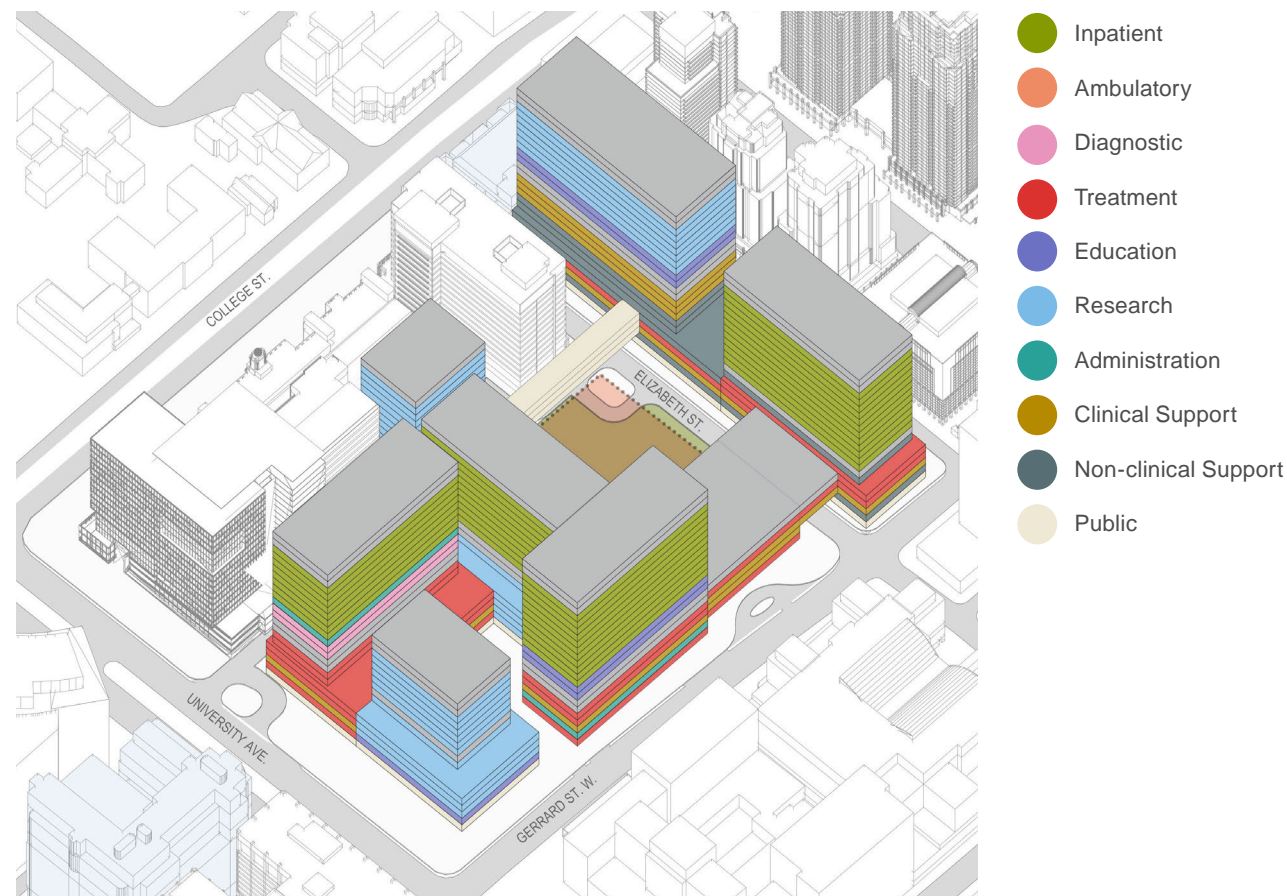 COLLEGE ST.
ELIZABETH ST.
UNIVERSITY AVE.
GERRARD ST. W.
Inpatient
Ambulatory
Diagnostic
Treatment
Education
Research
Administration
Clinical Support
Non-clinical Support
Public